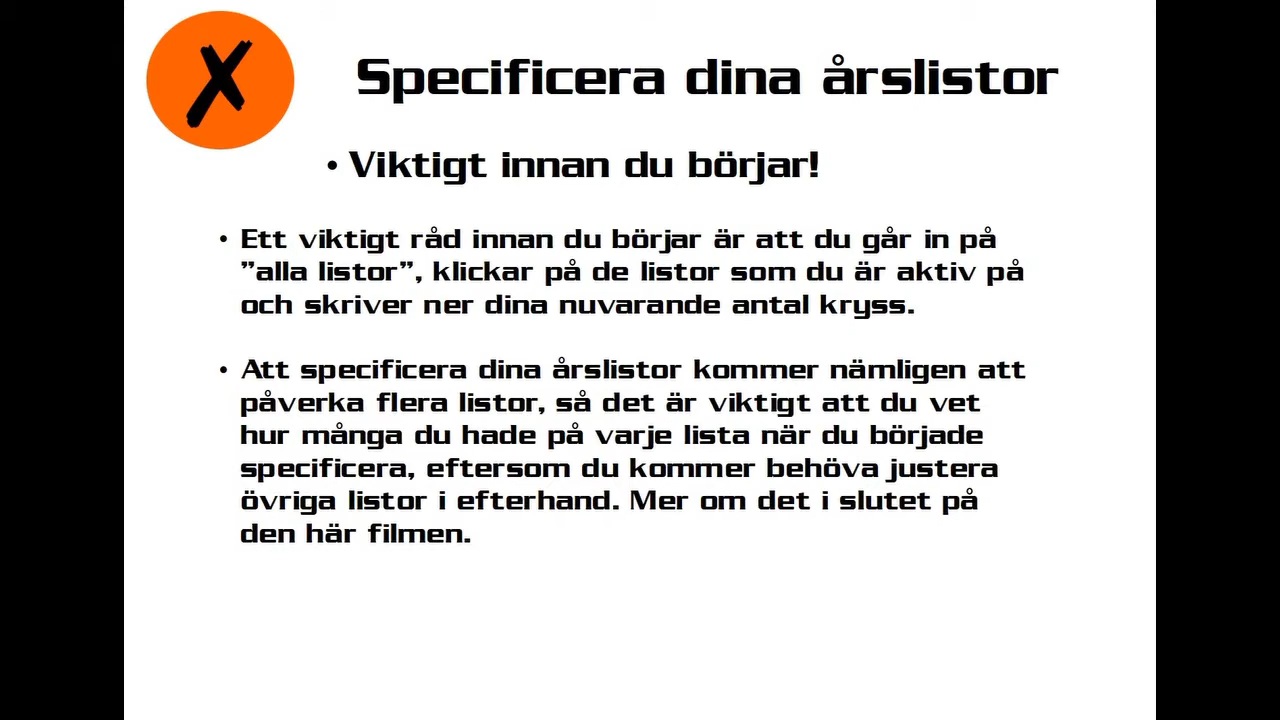 Specificera dina årslistor
• Viktigt innan du börjar!
• Ett viktigt råd innan du börjar är att du går in på
”alla listor”, klickar på de listor som du är aktiv på
och skriver ner dina nuvarande antal kryss.
• Att specificera dina årslistor kommer nämligen att
påverka flera listor, så det är viktigt att du vet
hur många du hade på varje lista när du började
specificera, eftersom du kommer behöva justera
övriga listor i efterhand. Mer om det i slutet på
den här filmen.